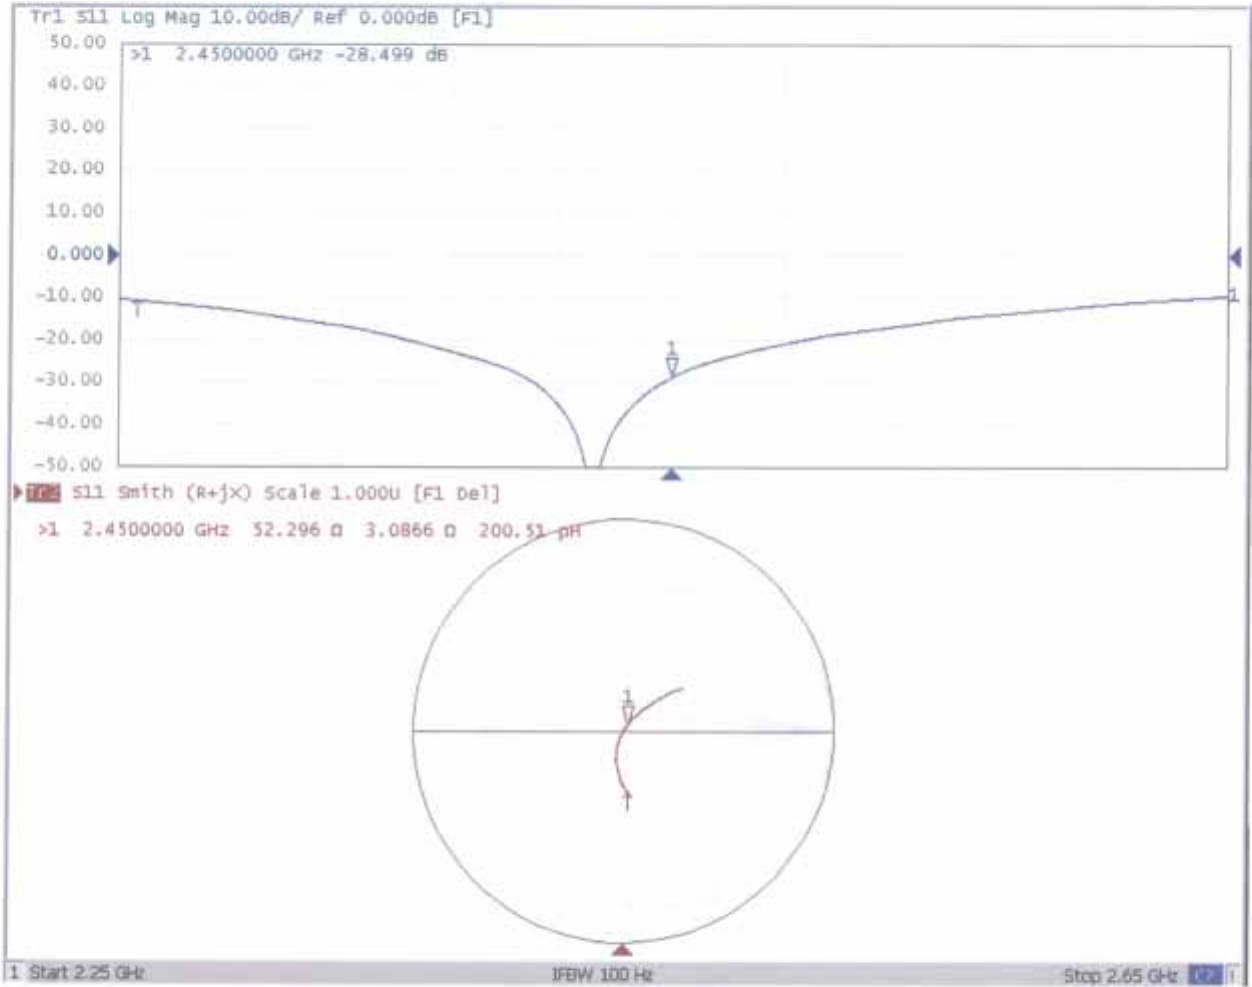 Tr1 S11 Log Mag 10.00dB/ Ref 0.000dB [F1]
50.00
>1 2.4500000 GHz -28.499 dB
40.00
30.00
20.00
10.00
0.000
-10.00
1
-20.00
1
-30.00
-40.00
-50.00
Tr2 S11 Smith (R+jX) Scale 1.000U [F1 Del]
>1 2.4500000 GHz 52.296 Ω 3.0866 Ω 200.51 pH
1
1 Start 2.25 GHz IFBW 100 Hz Stop 2.65 GHz